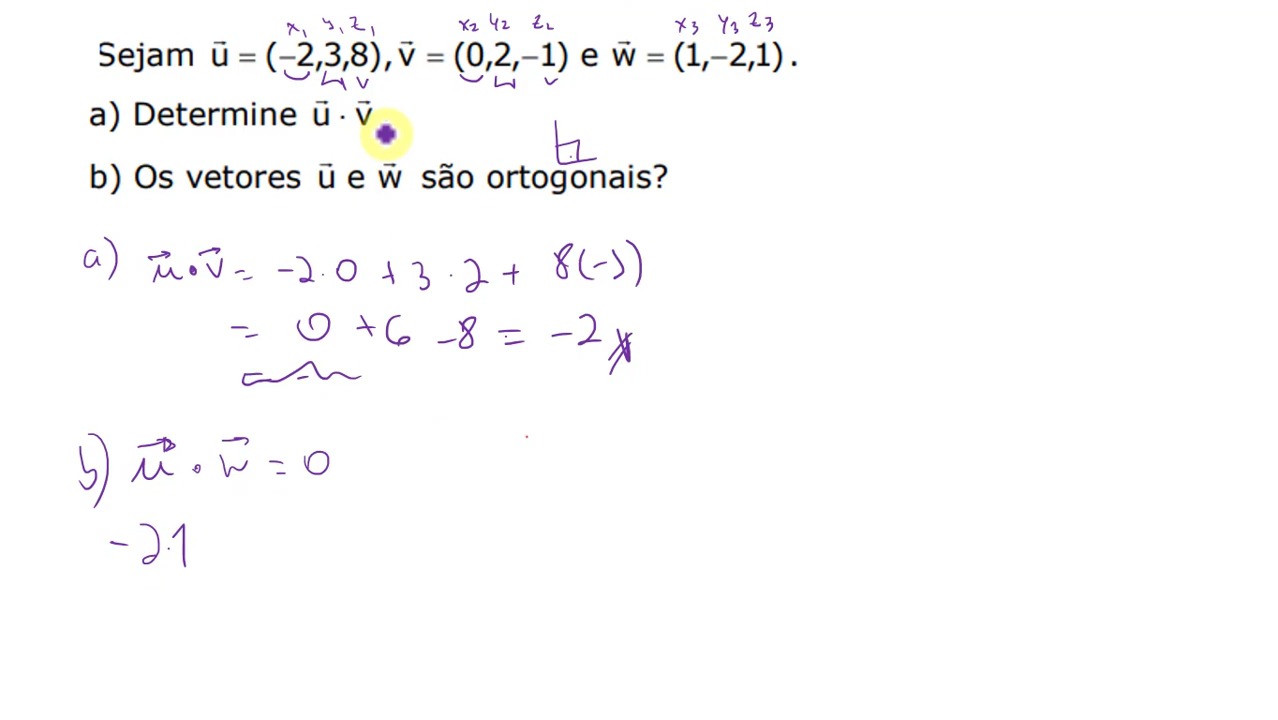 x₁ y₁ z₁ x₂ y₂ z₂ x₃ y₃ z₃
Sejam u⃗ = (−2,3,8), v⃗ = (0,2,−1) e w⃗ = (1,−2,1).
a) Determine u⃗ · v⃗
b) Os vetores u⃗ e w⃗ são ortogonais?
a) u⃗ • v⃗ = -2·0 + 3·2 + 8(-1)
= 0 + 6 - 8 = -2
b) u⃗ • w⃗ = 0
-2·1